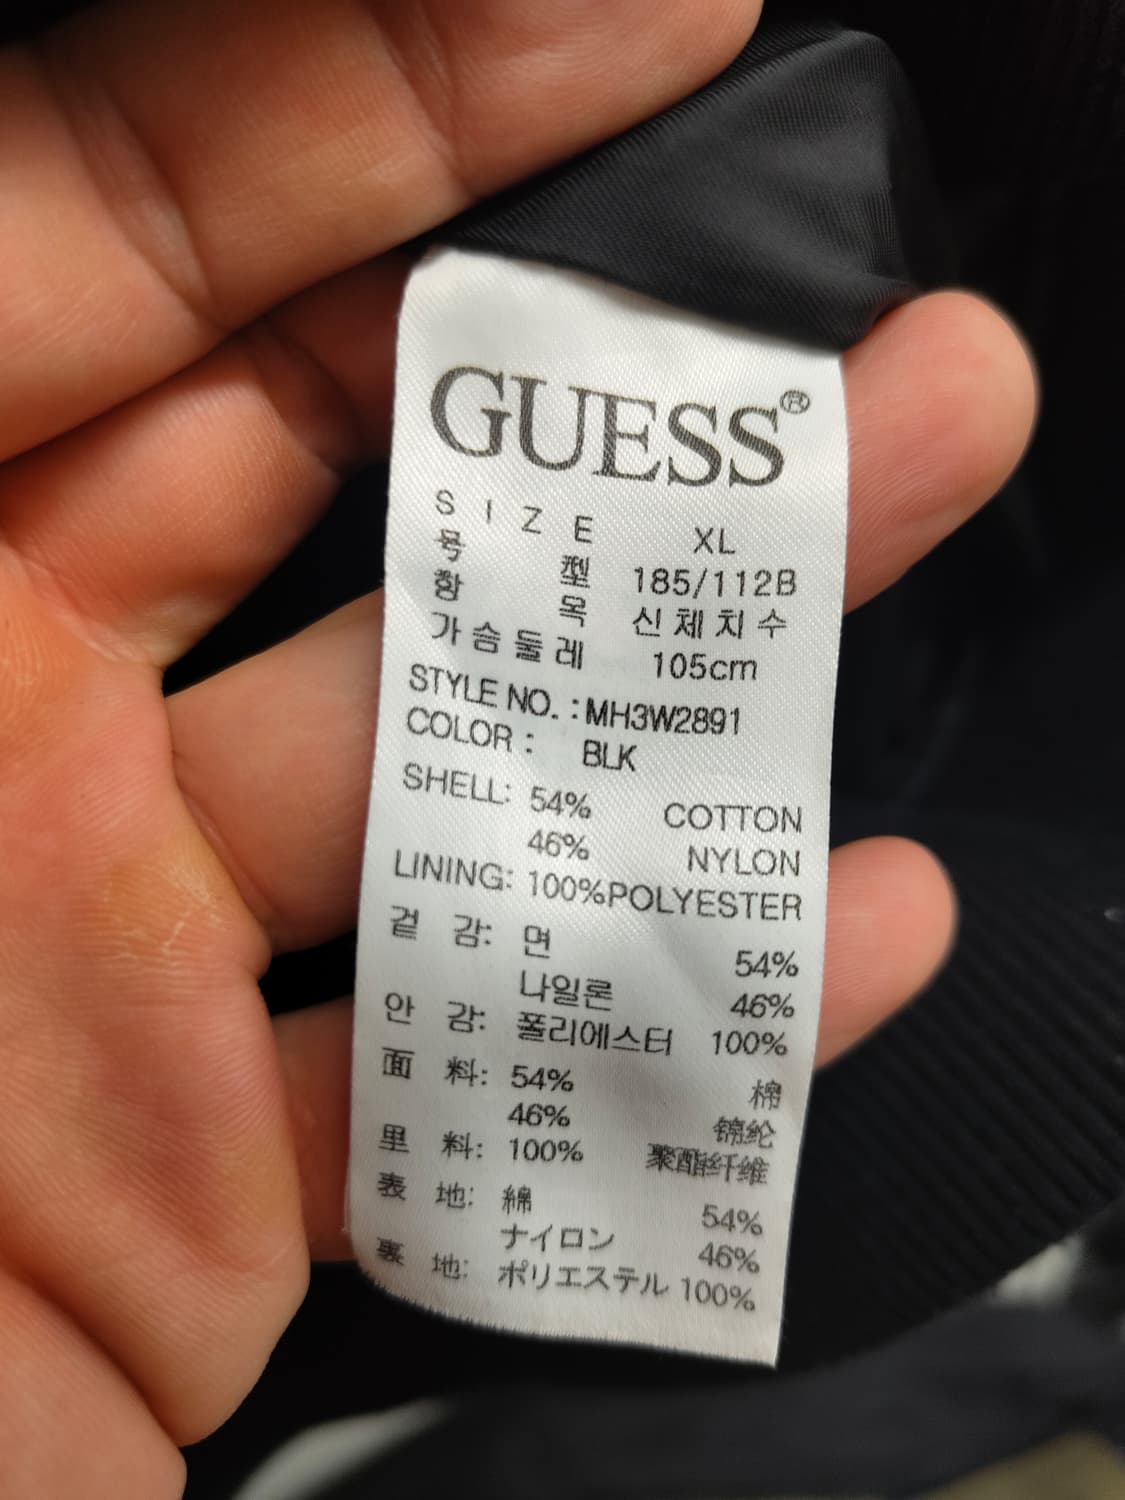 GUESS®
SIZE XL
号型 185/112B
항목 신체치수
가슴둘레 105cm
STYLE NO. : MH3W2891
COLOR : BLK
SHELL: 54% COTTON
46% NYLON
LINING: 100%POLYESTER
겉감: 면 54%
나일론 46%
안감: 폴리에스터 100%
面料: 54% 棉
46% 锦纶
里料: 100% 聚酯纤维
表地: 綿 54%
ナイロン 46%
裏地: ポリエステル 100%